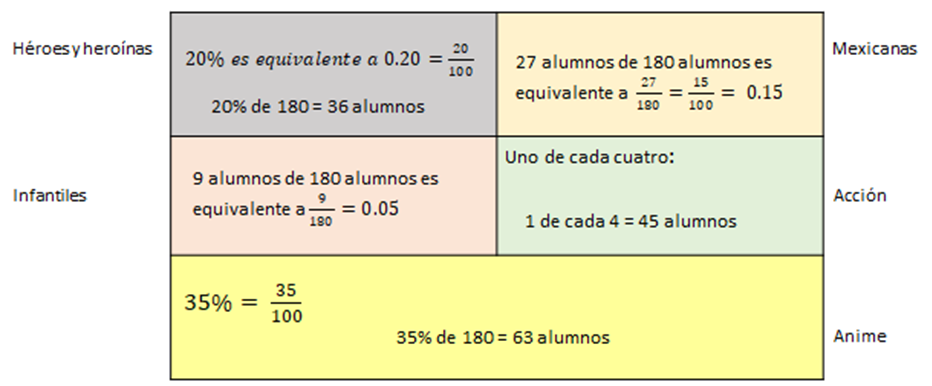 Héroes y heroínas
20% es equivalente a 0.20 = 20/100
20% de 180 = 36 alumnos
27 alumnos de 180 alumnos es
equivalente a 27/180 = 15/100 = 0.15
Mexicanas
Infantiles
9 alumnos de 180 alumnos es
equivalente a 9/180 = 0.05
Uno de cada cuatro:
1 de cada 4 = 45 alumnos
Acción
35% = 35/100
35% de 180 = 63 alumnos
Anime